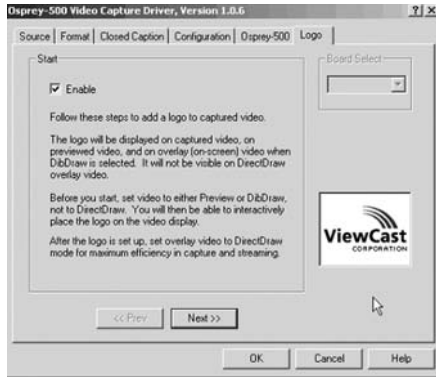 Osprey-500 Video Capture Driver, Version 1.0.6
Source
Format
Closed Caption
Configuration
Osprey-500
Logo
Start
Board Select
Enable
Follow these steps to add a logo to captured video.
The logo will be displayed on captured video, on
previewed video, and on overlay (on-screen) video when
DibDraw is selected. It will not be visible on DirectDraw
overlay video.
Before you start, set video to either Preview or DibDraw,
not to DirectDraw. You will then be able to interactively
place the logo on the video display.
After the logo is set up, set overlay video to DirectDraw
mode for maximum efficiency in capture and streaming.
ViewCast
CORPORATION
<< Prev
Next >>
OK
Cancel
Help